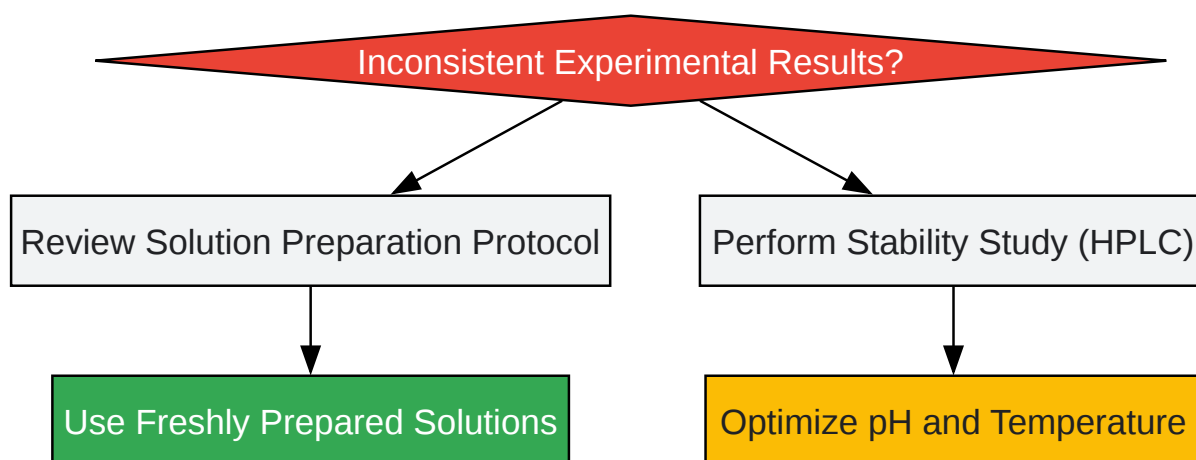 Inconsistent Experimental Results?
Review Solution Preparation Protocol
Perform Stability Study (HPLC)
Use Freshly Prepared Solutions
Optimize pH and Temperature